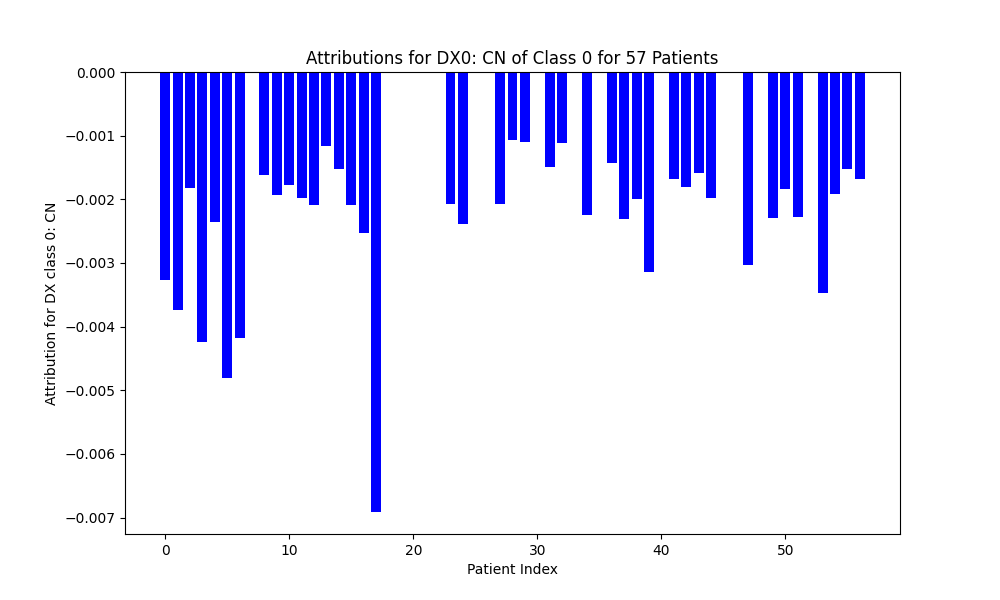 Attributions for DX0: CN of Class 0 for 57 Patients
0.000
−0.001
−0.002
−0.003
−0.004
−0.005
−0.006
−0.007
Attribution for DX class 0: CN
0 10 20 30 40 50
Patient Index